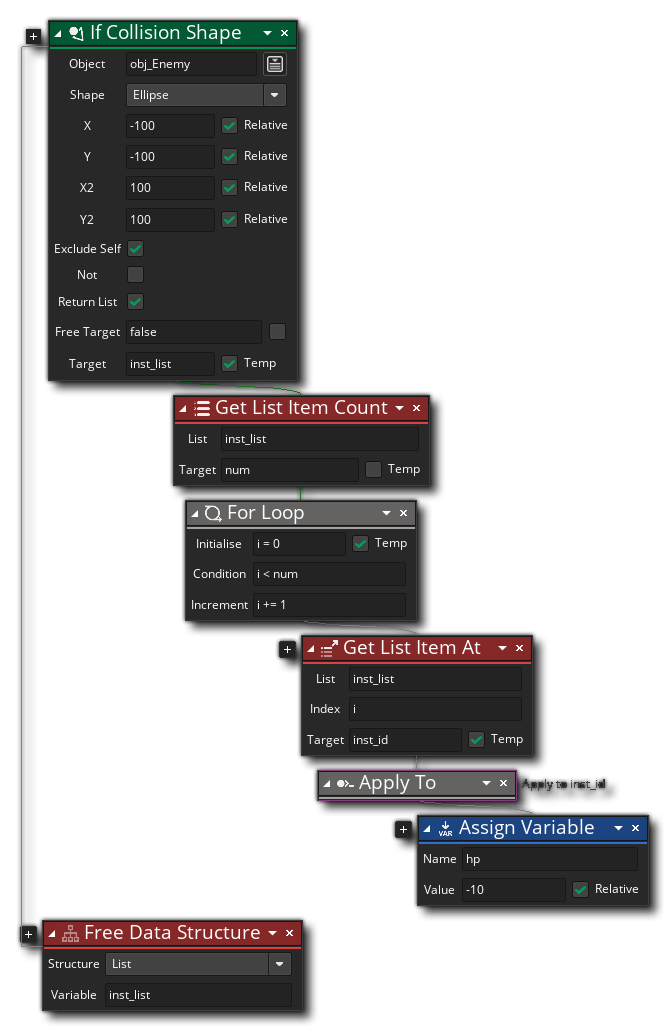 If Collision Shape
Object obj_Enemy
Shape Ellipse
X -100 Relative
Y -100 Relative
X2 100 Relative
Y2 100 Relative
Exclude Self
Not
Return List
Free Target false
Target inst_list Temp
Get List Item Count
List inst_list
Target num Temp
For Loop
Initialise i = 0 Temp
Condition i < num
Increment i += 1
Get List Item At
List inst_list
Index i
Target inst_id Temp
Apply To Apply to inst_id
VAR Assign Variable
Name hp
Value -10 Relative
Free Data Structure
Structure List
Variable inst_list